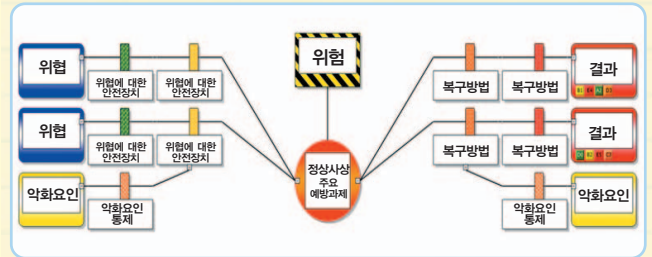 위험
위협
위협에 대한
안전장치
위협에 대한
안전장치
복구방법
복구방법
결과
위협
위협에 대한
안전장치
위협에 대한
안전장치
정상사상
주요
예방과제
복구방법
복구방법
결과
악화요인
악화요인
통제
악화요인
통제
악화요인